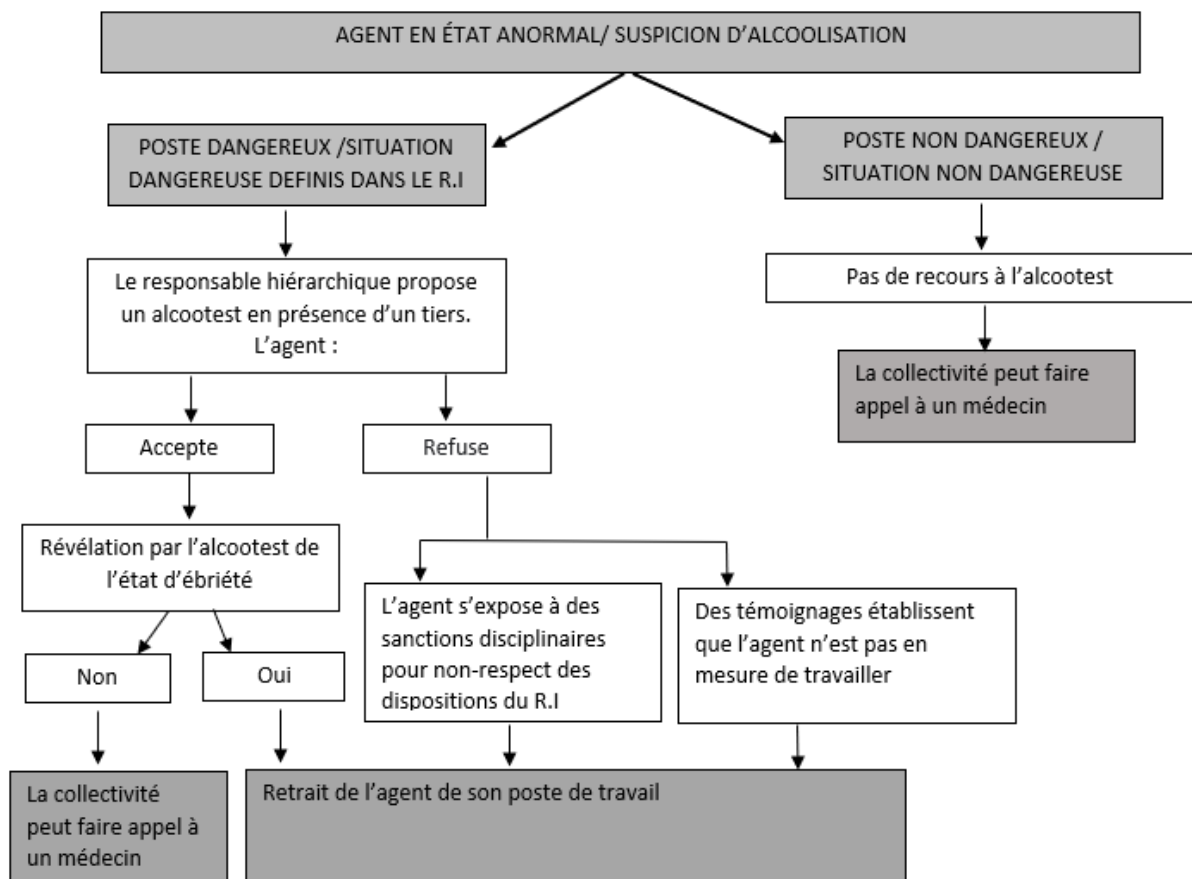 AGENT EN ÉTAT ANORMAL/ SUSPICION D’ALCOOLISATION
POSTE DANGEREUX /SITUATION
DANGEREUSE DEFINIS DANS LE R.I
POSTE NON DANGEREUX /
SITUATION NON DANGEREUSE
Le responsable hiérarchique propose
un alcootest en présence d’un tiers.
L’agent :
Pas de recours à l’alcootest
La collectivité peut faire
appel à un médecin
Accepte
Refuse
Révélation par l’alcootest de
l’état d’ébriété
L’agent s’expose à des
sanctions disciplinaires
pour non-respect des
dispositions du R.I
Des témoignages établissent
que l’agent n’est pas en
mesure de travailler
Non
Oui
La collectivité
peut faire appel à
un médecin
Retrait de l’agent de son poste de travail